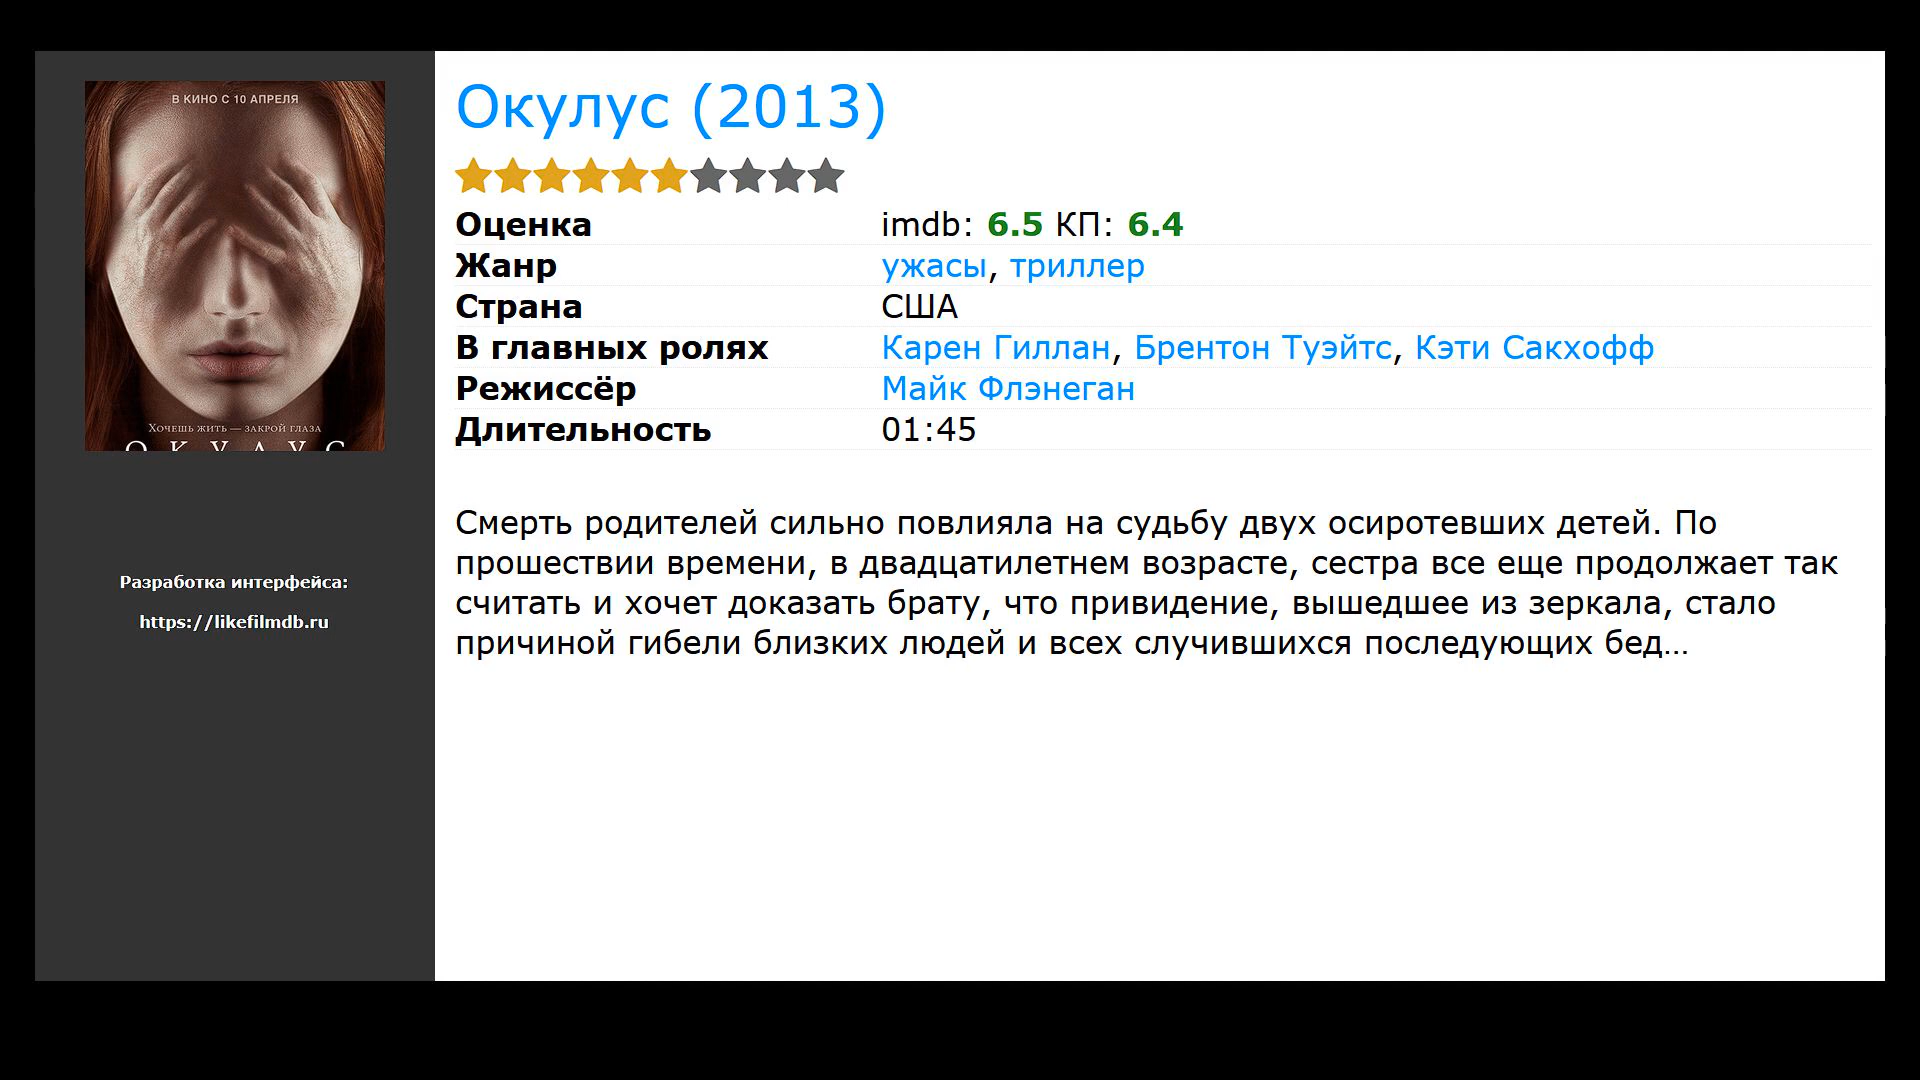 В КИНО С 10 АПРЕЛЯ
Хочешь жить — закрой глаза
ОКУЛУС
Разработка интерфейса:
https://likefilmdb.ru
Окулус (2013)
Оценка imdb: 6.5 КП: 6.4
Жанр ужасы, триллер
Страна США
В главных ролях Карен Гиллан, Брентон Туэйтс, Кэти Сакхофф
Режиссёр Майк Флэнеган
Длительность 01:45
Смерть родителей сильно повлияла на судьбу двух осиротевших детей. По
прошествии времени, в двадцатилетнем возрасте, сестра все еще продолжает так
считать и хочет доказать брату, что привидение, вышедшее из зеркала, стало
причиной гибели близких людей и всех случившихся последующих бед…